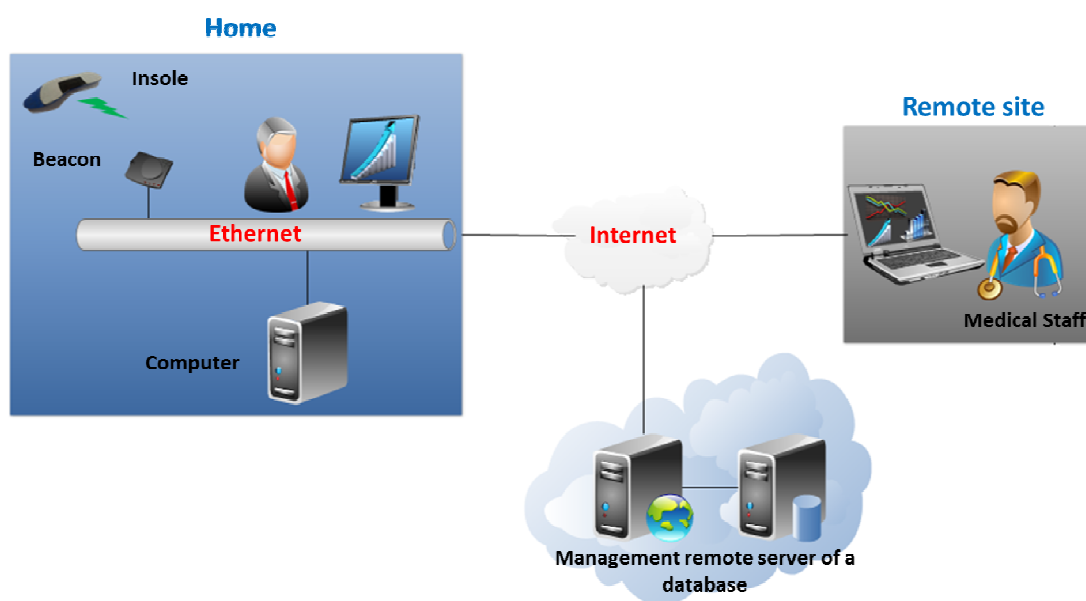 Home
Insole
Beacon
Ethernet
Computer
Internet
Remote site
Medical Staff
Management remote server of a
database